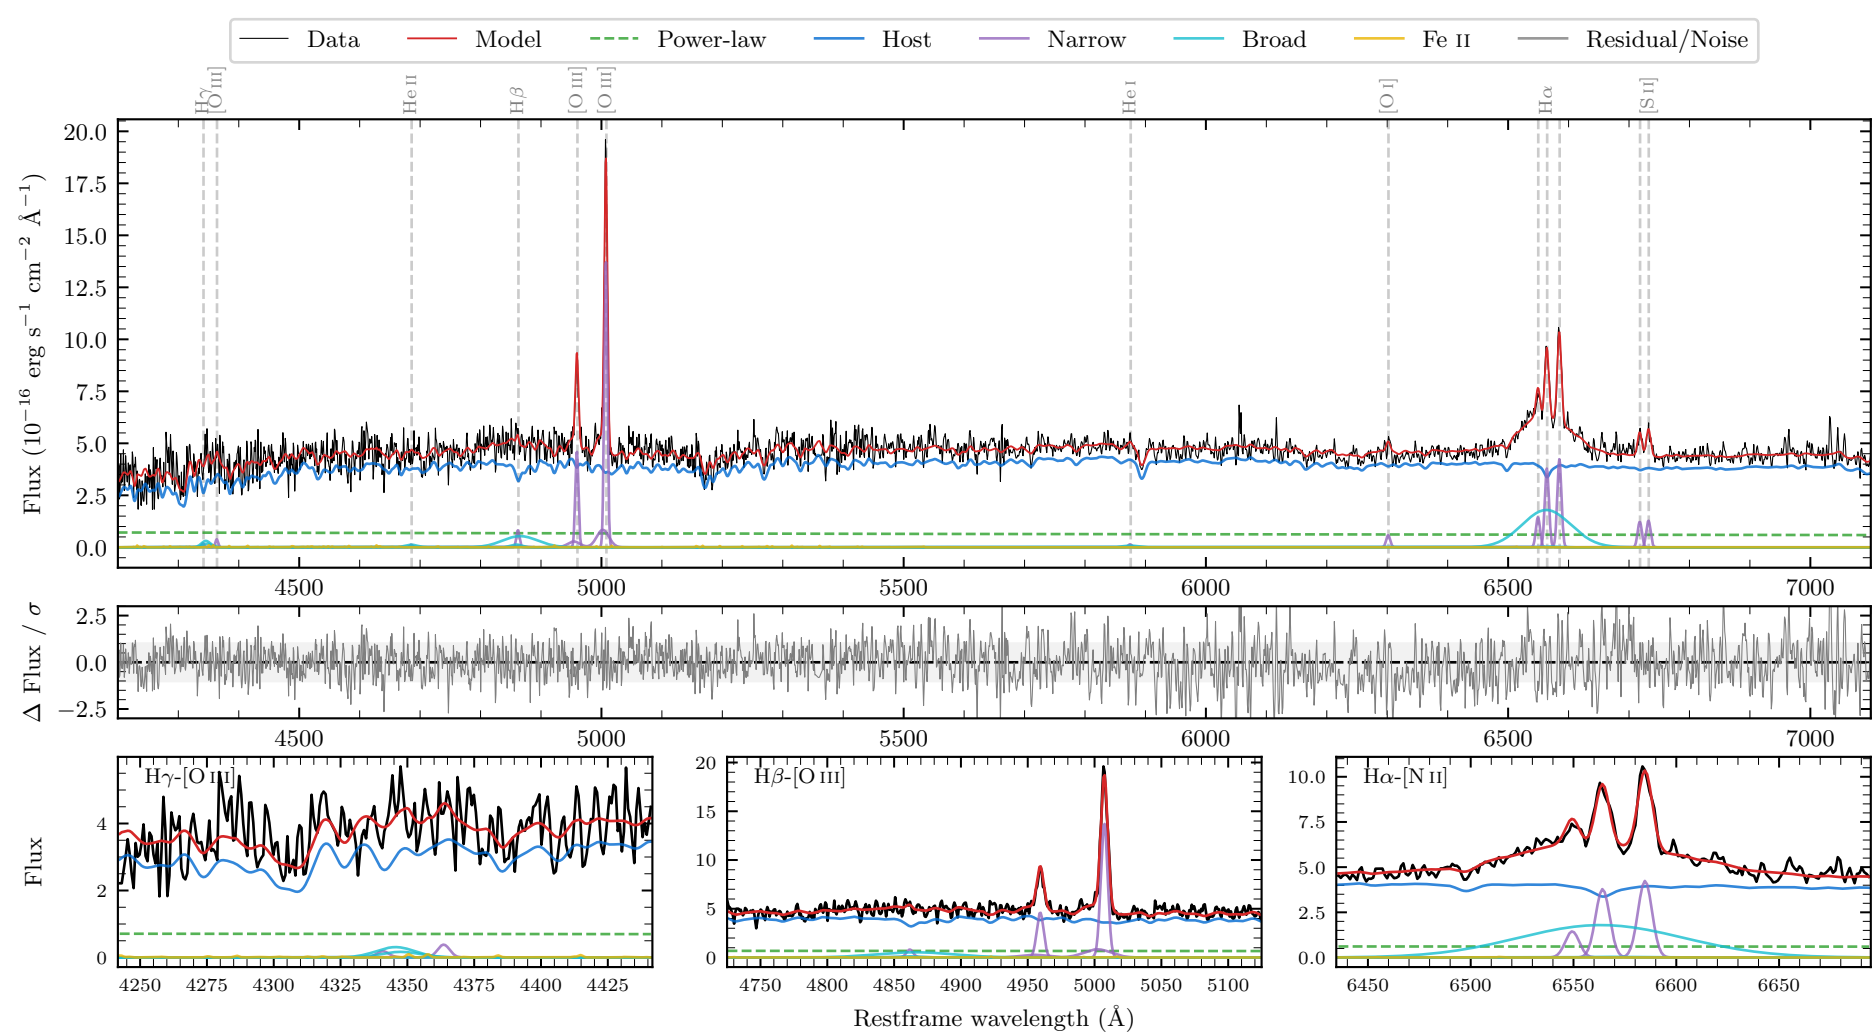 Data Model Power-law Host Narrow Broad Fe II Residual/Noise
Hγ [O III] He II Hβ [O III] [O III] He I [O I] Hα [S II]
Flux (10⁻¹⁶ erg s⁻¹ cm⁻² Å⁻¹)
20.0
17.5
15.0
12.5
10.0
7.5
5.0
2.5
0.0
4500 5000 5500 6000 6500 7000
Δ Flux / σ
2.5
0.0
−2.5
4500 5000 5500 6000 6500 7000
Flux
Hγ-[O III]
4
2
0
4250 4275 4300 4325 4350 4375 4400 4425
Hβ-[O III]
20
15
10
5
0
4750 4800 4850 4900 4950 5000 5050 5100
Hα-[N II]
10.0
7.5
5.0
2.5
0.0
6450 6500 6550 6600 6650
Restframe wavelength (Å)